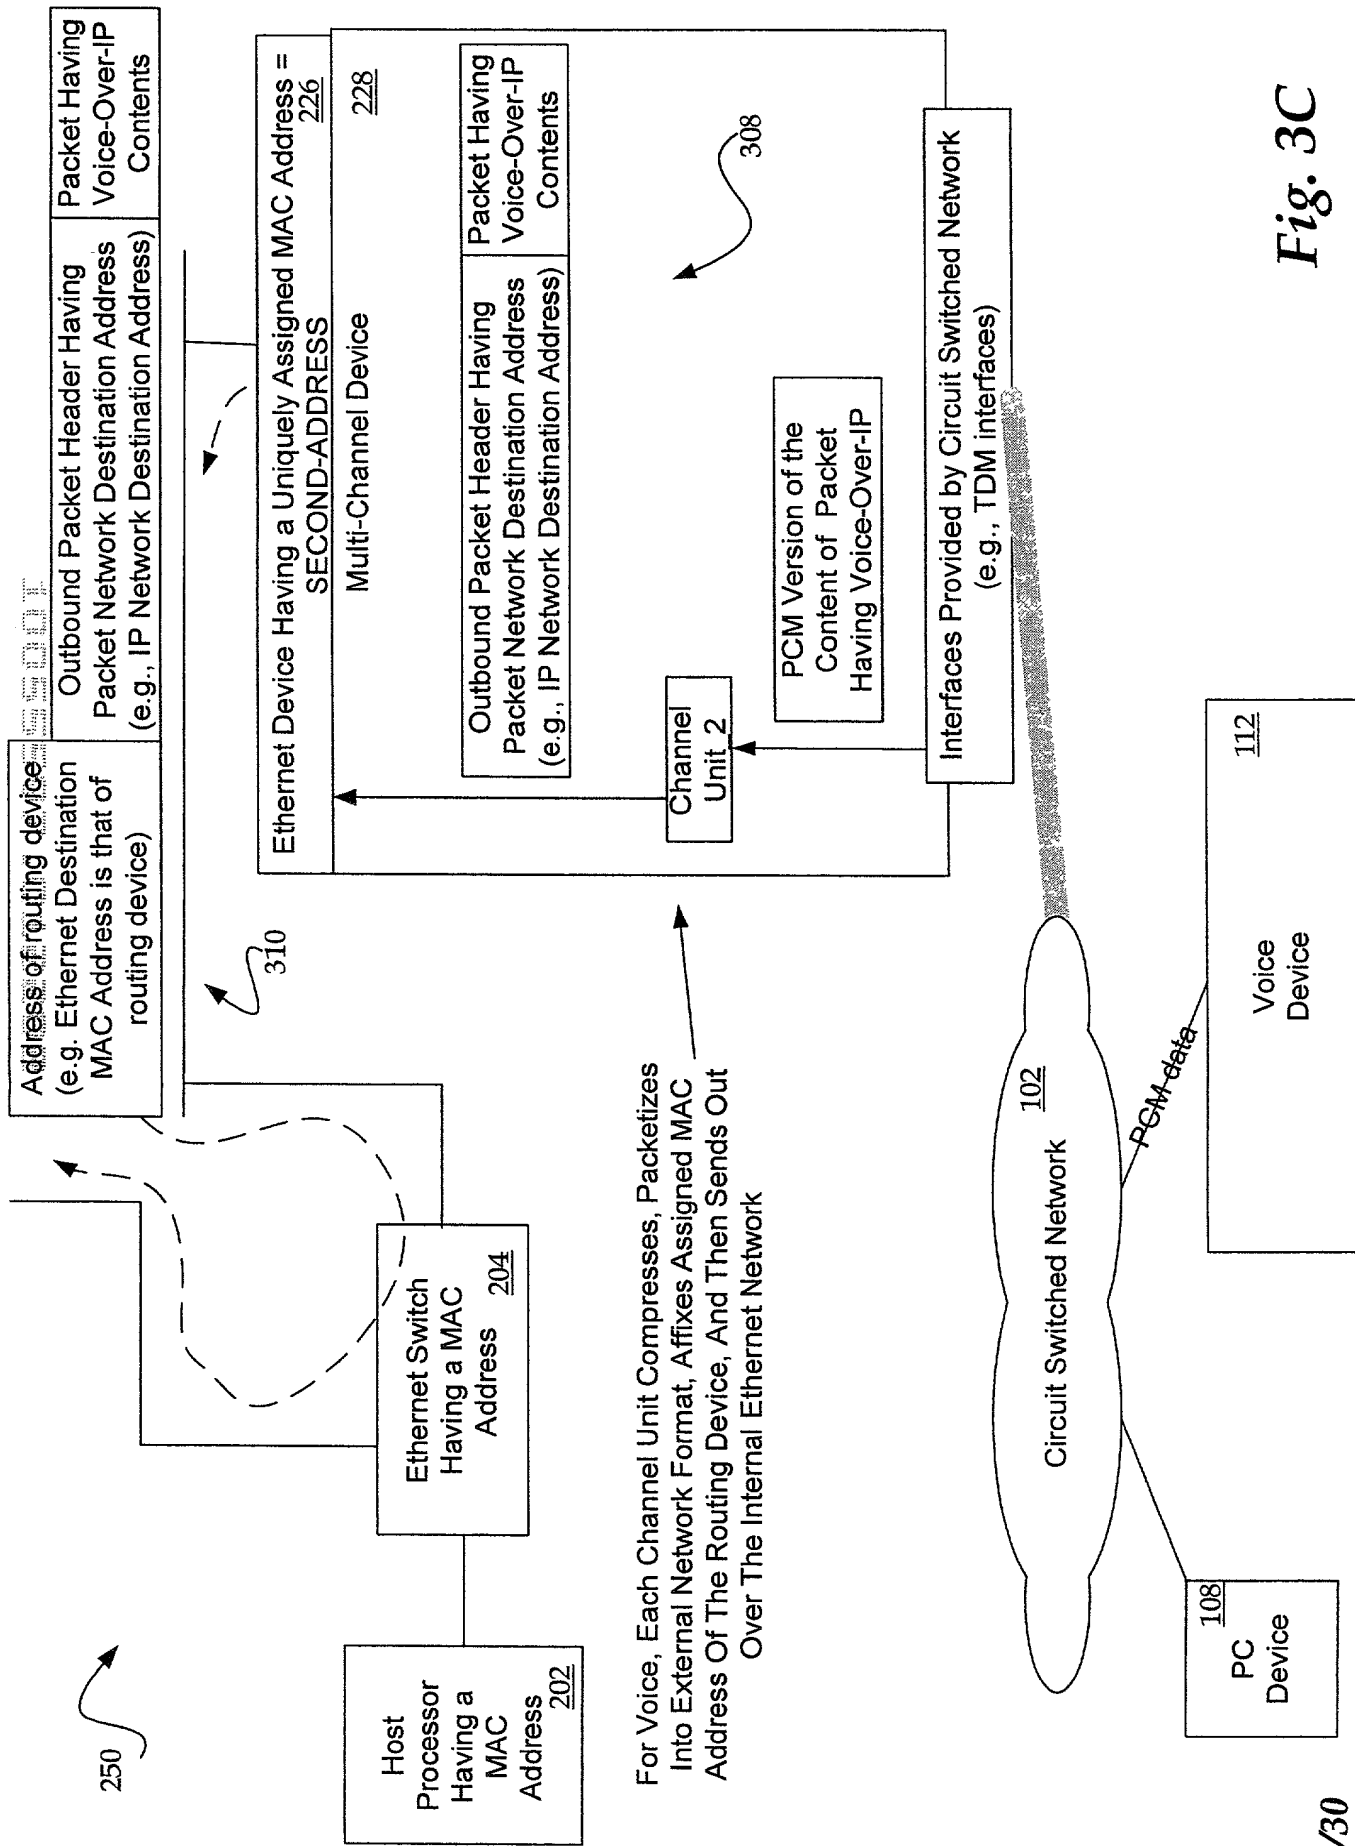 Address of routing device
(e.g. Ethernet Destination
MAC Address is that of
routing device)
Outbound Packet Header Having
Packet Network Destination Address
(e.g., IP Network Destination Address)
Packet Having
Voice-Over-IP
Contents
310
Ethernet Device Having a Uniquely Assigned MAC Address =
SECOND-ADDRESS
226
Multi-Channel Device
228
Outbound Packet Header Having
Packet Network Destination Address
(e.g., IP Network Destination Address)
Packet Having
Voice-Over-IP
Contents
308
Channel
Unit 2
PCM Version of the
Content of Packet
Having Voice-Over-IP
Interfaces Provided by Circuit Switched Network
(e.g., TDM interfaces)
250
Host
Processor
Having a
MAC
Address
202
Ethernet Switch
Having a MAC
Address
204
For Voice, Each Channel Unit Compresses, Packetizes
Into External Network Format, Affixes Assigned MAC
Address Of The Routing Device, And Then Sends Out
Over The Internal Ethernet Network
102
Circuit Switched Network
PCM data
108
PC
Device
112
Voice
Device
Fig. 3C
/30